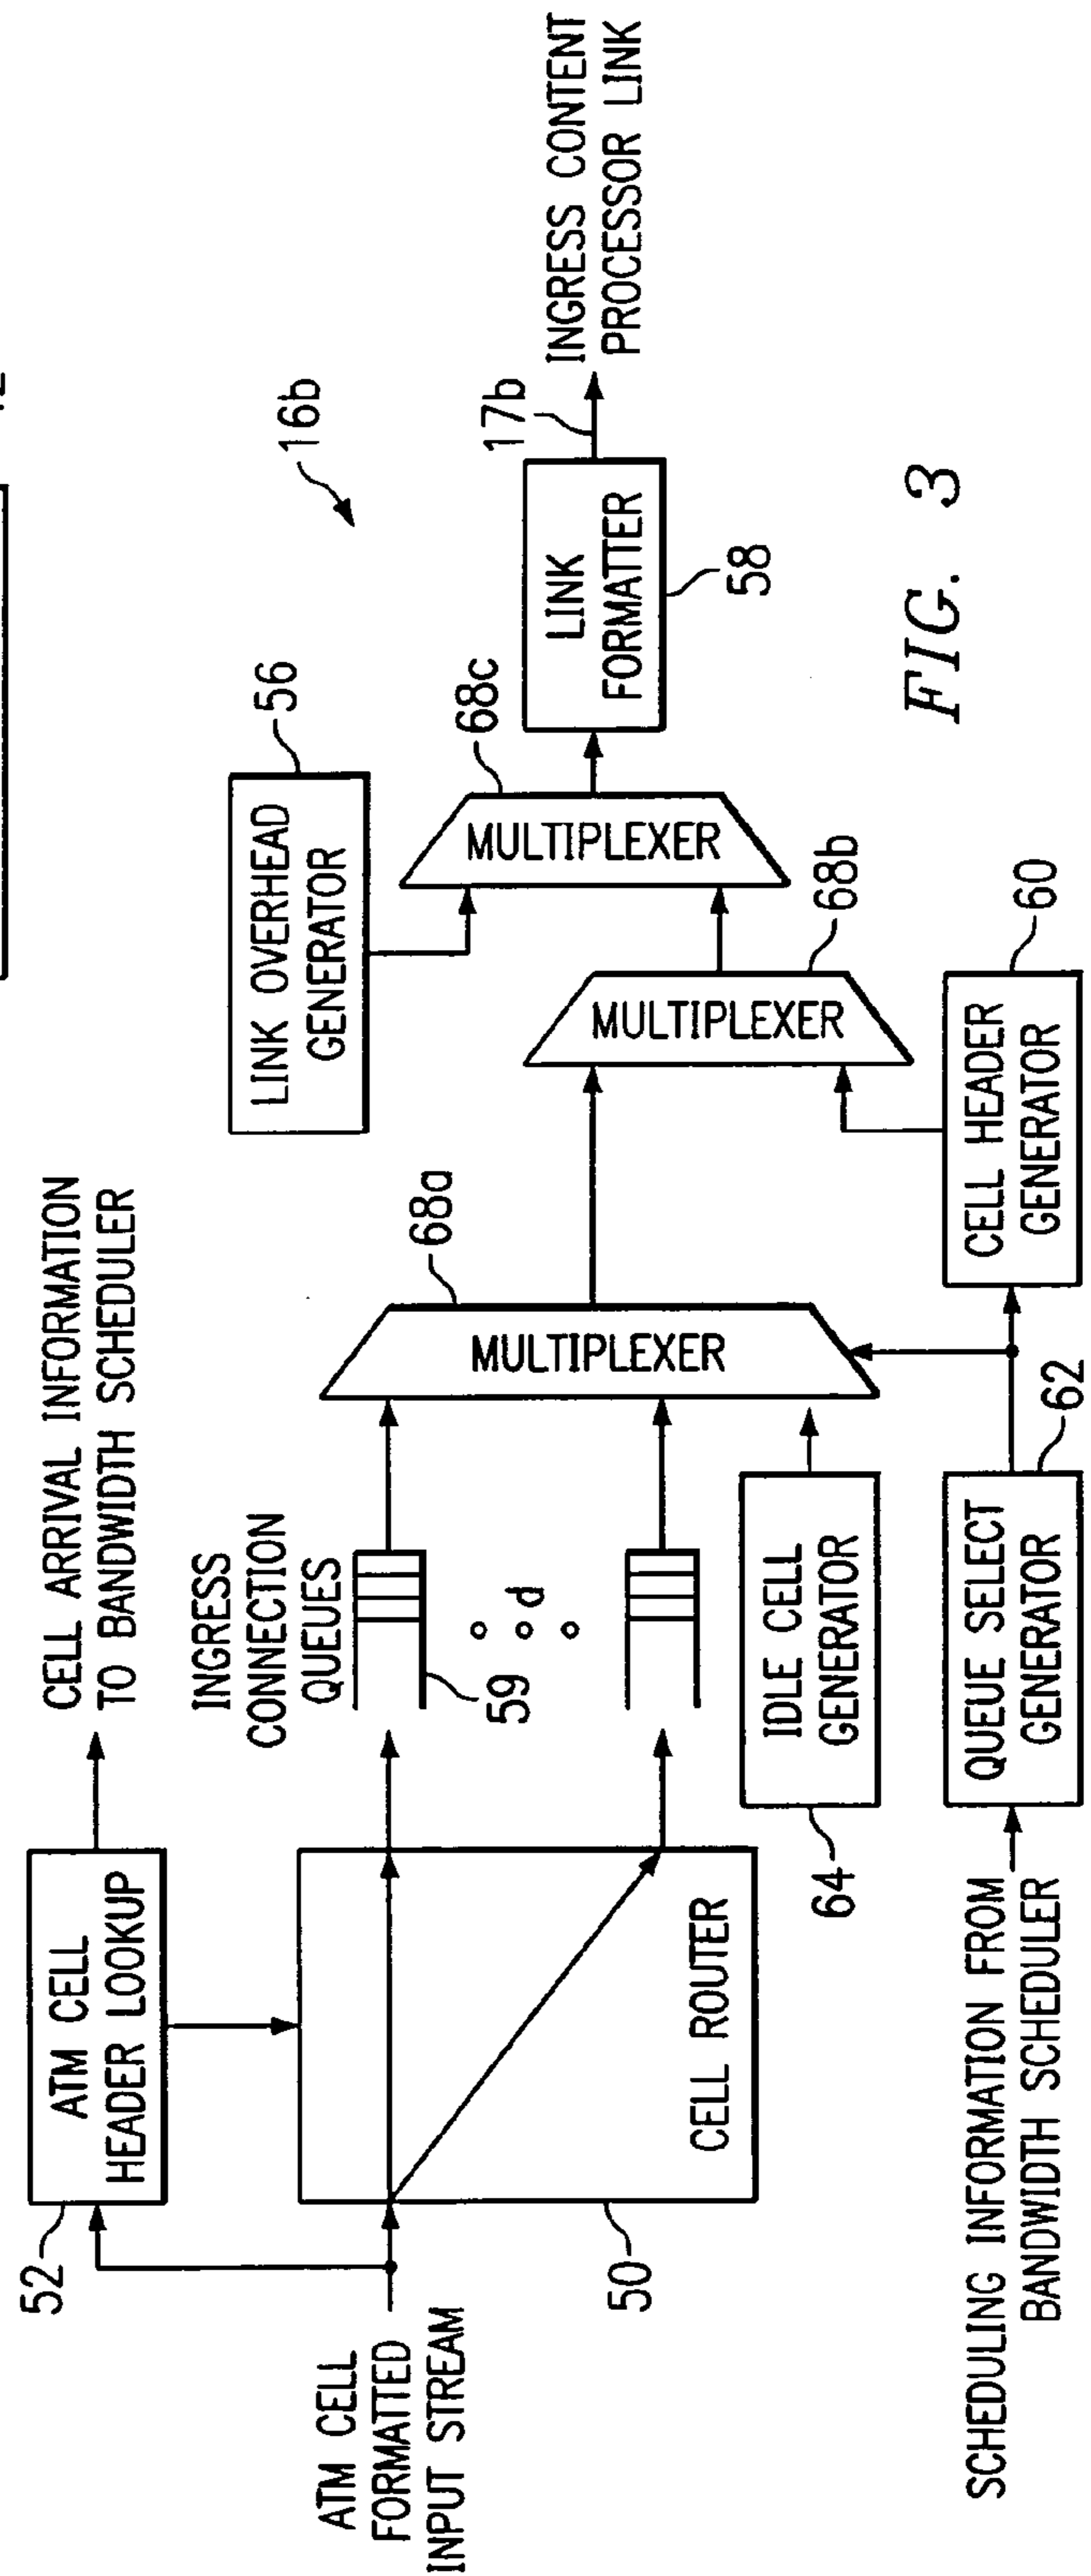 CELL ARRIVAL INFORMATION
TO BANDWIDTH SCHEDULER
52
ATM CELL
HEADER LOOKUP
ATM CELL
FORMATTED
INPUT STREAM
50
CELL ROUTER
INGRESS
CONNECTION
QUEUES
59
d
IDLE CELL
GENERATOR
64
SCHEDULING INFORMATION FROM
BANDWIDTH SCHEDULER
QUEUE SELECT
GENERATOR
62
68a
MULTIPLEXER
CELL HEADER
GENERATOR
60
68b
MULTIPLEXER
LINK OVERHEAD
GENERATOR
56
68c
MULTIPLEXER
16b
LINK
FORMATTER
58
17b
INGRESS CONTENT
PROCESSOR LINK
FIG. 3